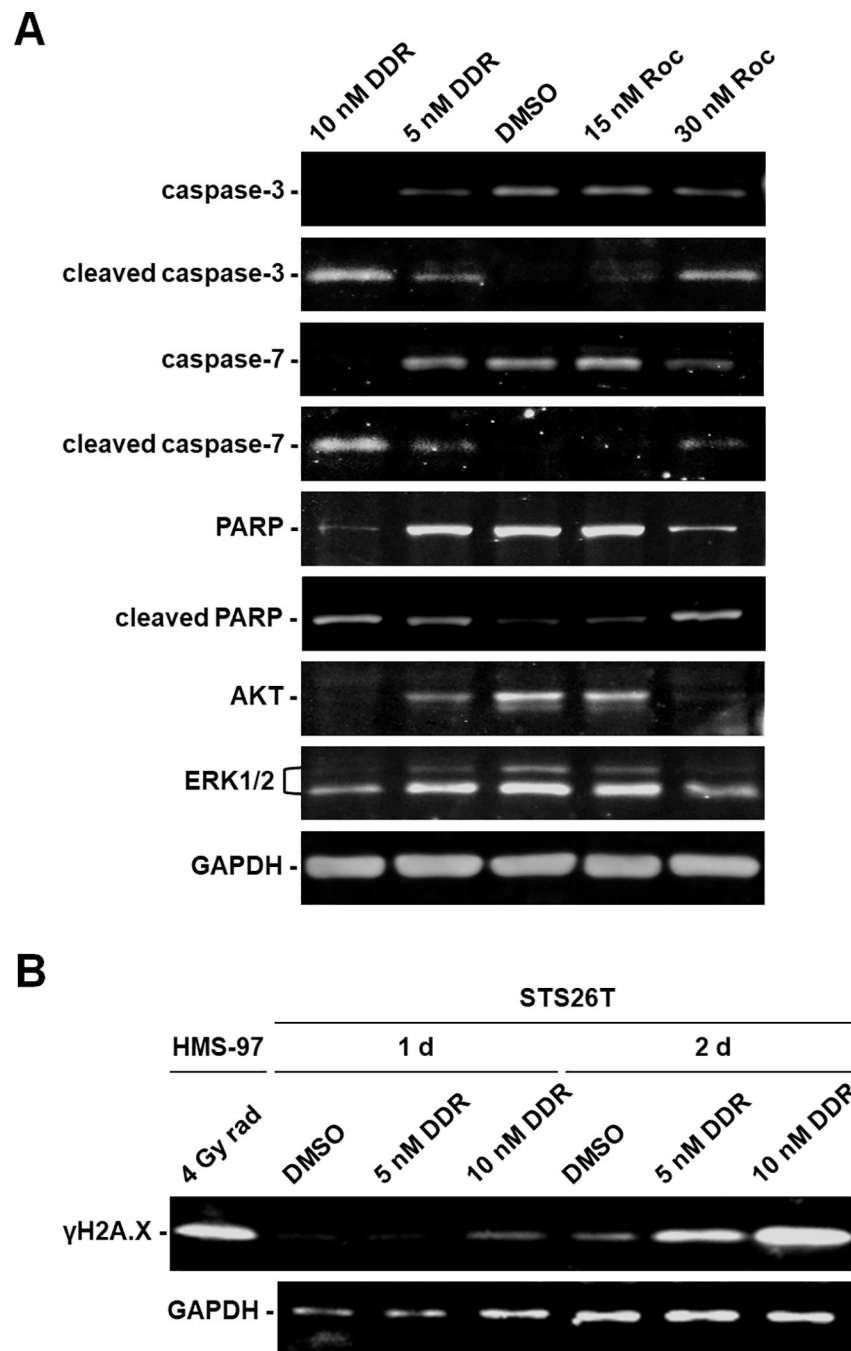 A
10 nM DDR
5 nM DDR
DMSO
15 nM Roc
30 nM Roc
caspase-3 -
cleaved caspase-3 -
caspase-7 -
cleaved caspase-7 -
PARP -
cleaved PARP -
AKT -
ERK1/2
GAPDH -
B
STS26T
HMS-97 1 d 2 d
4 Gy rad
DMSO
5 nM DDR
10 nM DDR
DMSO
5 nM DDR
10 nM DDR
γH2A.X -
GAPDH -